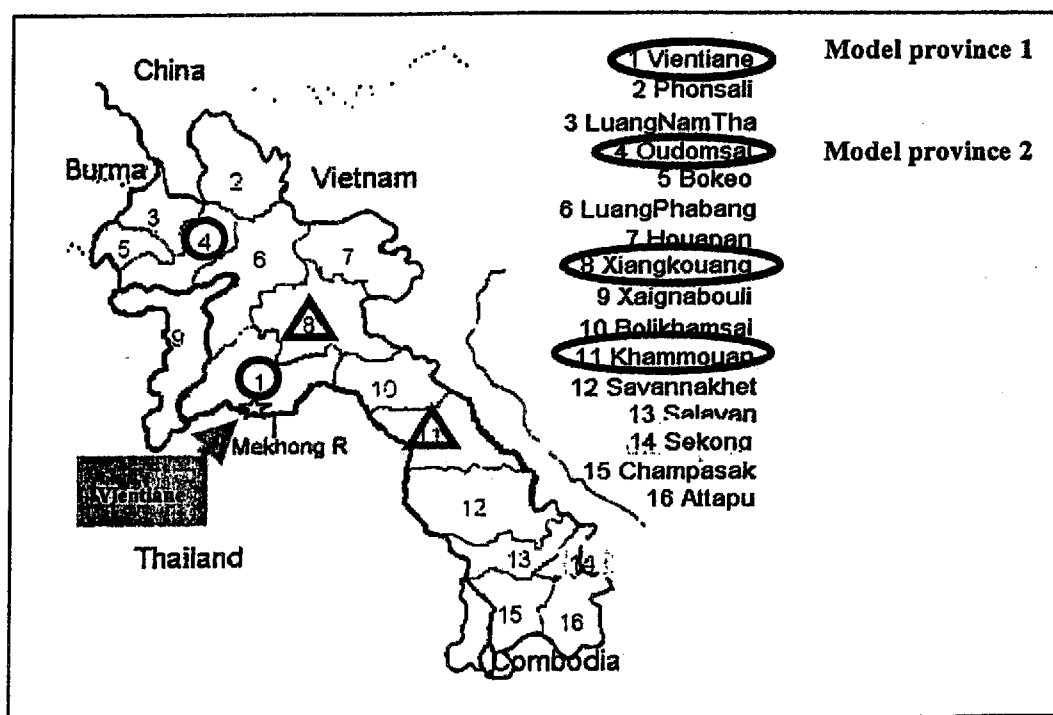 China
Burma
Vietnam
2
3
4
5
6
7
8
9
1
10
11
Mekhong R
Vientiane
Thailand
12
13
14
15
16
Combodia
1 Vientiane
Model province 1
2 Phonsali
3 LuangNamTha
4 Oudomsai
Model province 2
5 Bokeo
6 LuangPhabang
7 Houapan
8 Xiangkouang
9 Xaignabouli
10 Bolikhamsai
11 Khammouan
12 Savannakhet
13 Salavan
14 Sekong
15 Champasak
16 Attapu